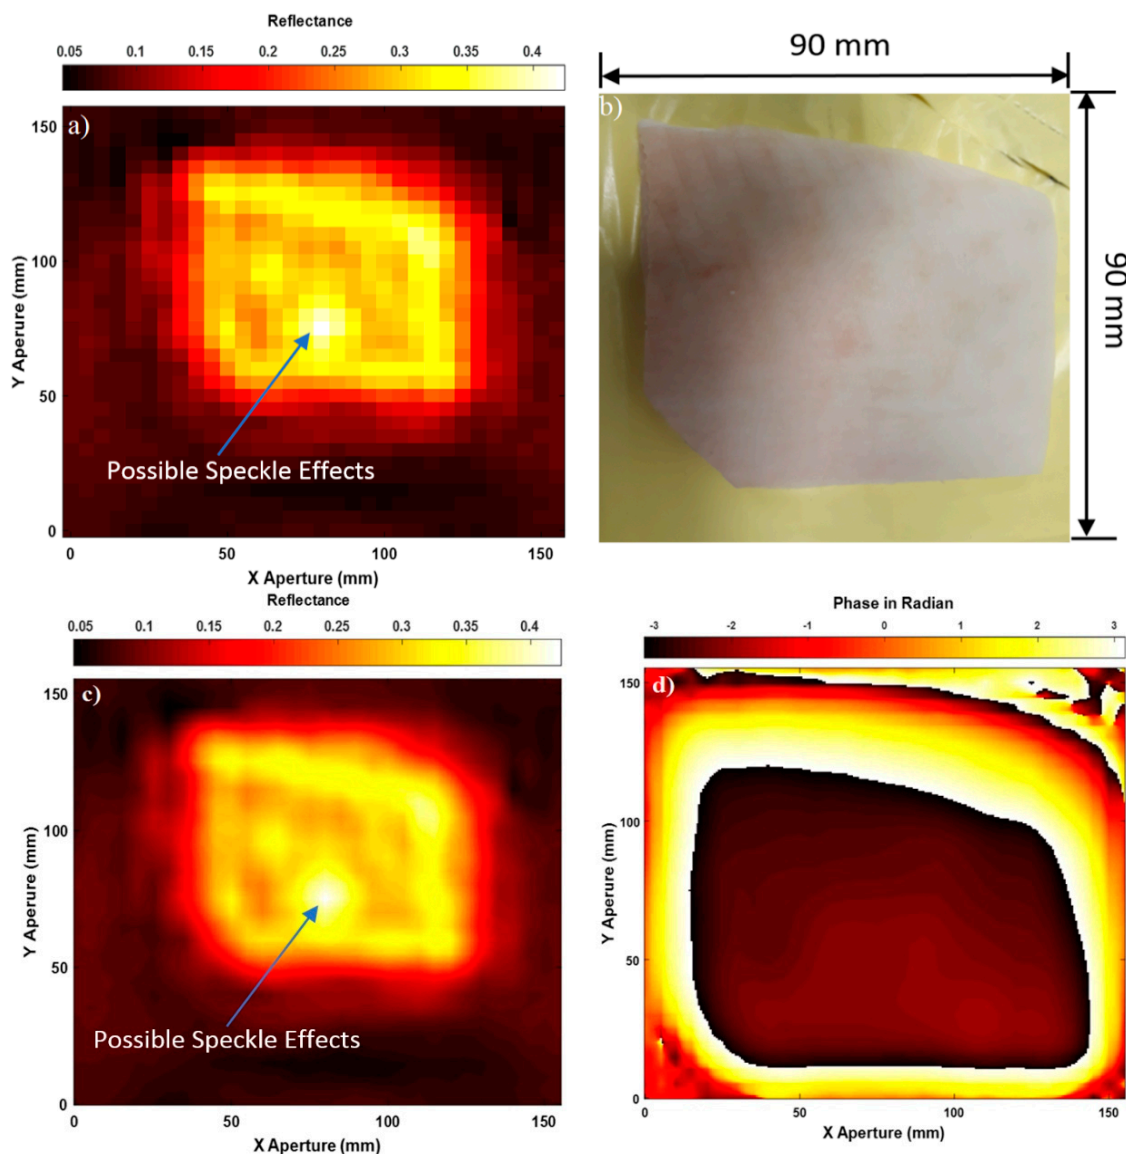 Reflectance
0.05 0.1 0.15 0.2 0.25 0.3 0.35 0.4
a)
150
100
50
0
Y Aperure (mm)
Possible Speckle Effects
0 50 100 150
X Aperture (mm)
90 mm
b)
90 mm
Reflectance
0.05 0.1 0.15 0.2 0.25 0.3 0.35 0.4
c)
150
100
50
0
Y Aperure (mm)
Possible Speckle Effects
0 50 100 150
X Aperture (mm)
Phase in Radian
-3 -2 -1 0 1 2 3
d)
150
100
50
0
Y Aperure (mm)
0 50 100 150
X Aperture (mm)